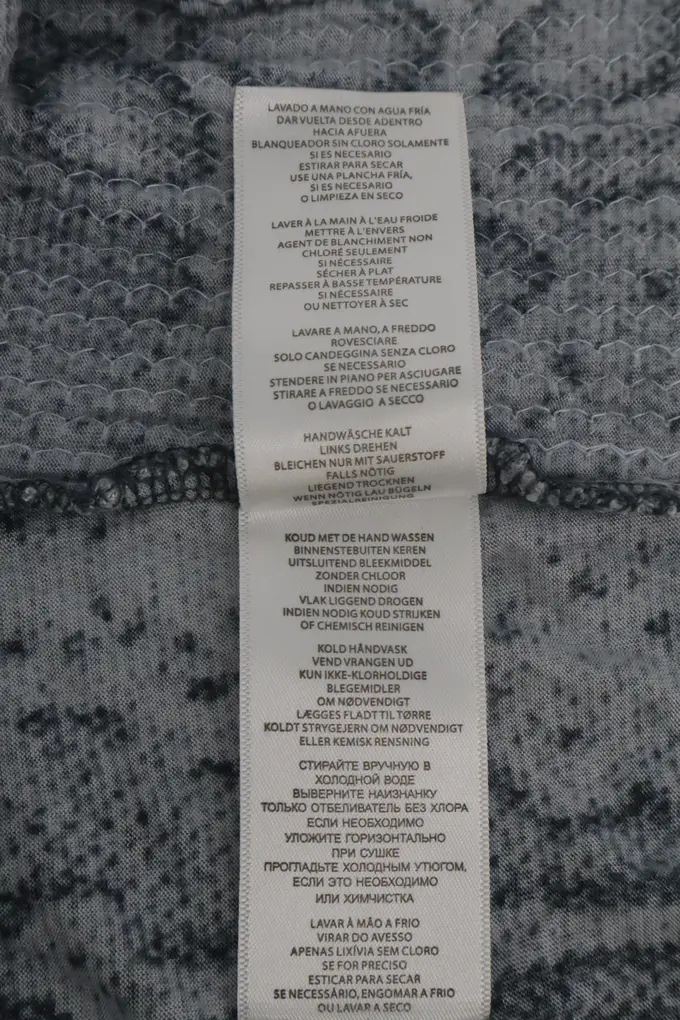 LAVADO A MANO CON AGUA FRÍA
DAR VUELTA DESDE ADENTRO
HACIA AFUERA
BLANQUEADOR SIN CLORO SOLAMENTE
SI ES NECESARIO
ESTIRAR PARA SECAR
USE UNA PLANCHA FRÍA,
SI ES NECESARIO
O LIMPIEZA EN SECO
LAVER À LA MAIN À L'EAU FROIDE
METTRE À L'ENVERS
AGENT DE BLANCHIMENT NON
CHLORÉ SEULEMENT
SI NÉCESSAIRE
SÉCHER À PLAT
REPASSER À BASSE TEMPÉRATURE
SI NÉCESSAIRE
OU NETTOYER À SEC
LAVARE A MANO, A FREDDO
ROVESCIARE
SOLO CANDEGGINA SENZA CLORO
SE NECESSARIO
STENDERE IN PIANO PER ASCIUGARE
STIRARE A FREDDO SE NECESSARIO
O LAVAGGIO A SECCO
HANDWÄSCHE KALT
LINKS DREHEN
BLEICHEN NUR MIT SAUERSTOFF
FALLS NÖTIG
LIEGEND TROCKNEN
WENN NÖTIG LAU BÜGELN
SPEZIALREINIGUNG
KOUD MET DE HAND WASSEN
BINNENSTEBUITEN KEREN
UITSLUITEND BLEEKMIDDEL
ZONDER CHLOOR
INDIEN NODIG
VLAK LIGGEND DROGEN
INDIEN NODIG KOUD STRIJKEN
OF CHEMISCH REINIGEN
KOLD HÅNDVASK
VEND VRANGEN UD
KUN IKKE-KLORHOLDIGE
BLEGEMIDLER
OM NØDVENDIGT
LÆGGES FLADT TIL TØRRE
KOLDT STRYGEJERN OM NØDVENDIGT
ELLER KEMISK RENSNING
СТИРАЙТЕ ВРУЧНУЮ В
ХОЛОДНОЙ ВОДЕ
ВЫВЕРНИТЕ НАИЗНАНКУ
ТОЛЬКО ОТБЕЛИВАТЕЛЬ БЕЗ ХЛОРА
ЕСЛИ НЕОБХОДИМО
УЛОЖИТЕ ГОРИЗОНТАЛЬНО
ПРИ СУШКЕ
ПРОГЛАДЬТЕ ХОЛОДНЫМ УТЮГОМ,
ЕСЛИ ЭТО НЕОБХОДИМО
ИЛИ ХИМЧИСТКА
LAVAR À MÃO A FRIO
VIRAR DO AVESSO
APENAS LIXÍVIA SEM CLORO
SE FOR PRECISO
ESTICAR PARA SECAR
SE NECESSÁRIO, ENGOMAR A FRIO
OU LAVAR A SECO